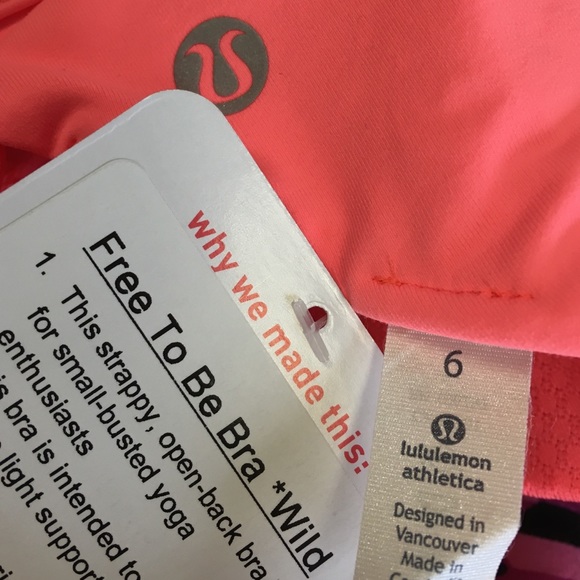 why we made this:
Free To Be Bra *Wild
1. This strappy, open-back bra
for small-busted yoga
enthusiasts
bra is intended to
light support
6
lululemon
athletica
Designed in
Vancouver
Made in